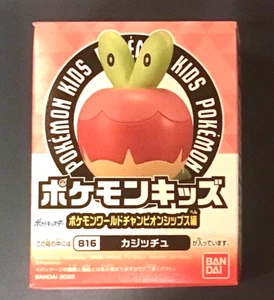 POKÉMON KIDS
KIDS POKÉMON
ポケモンキッズ
ポケモンワールドチャンピオンシップス編
この箱の中には 816 カジッチュ が入っています。
BANDAI 2022
BAN
DAI